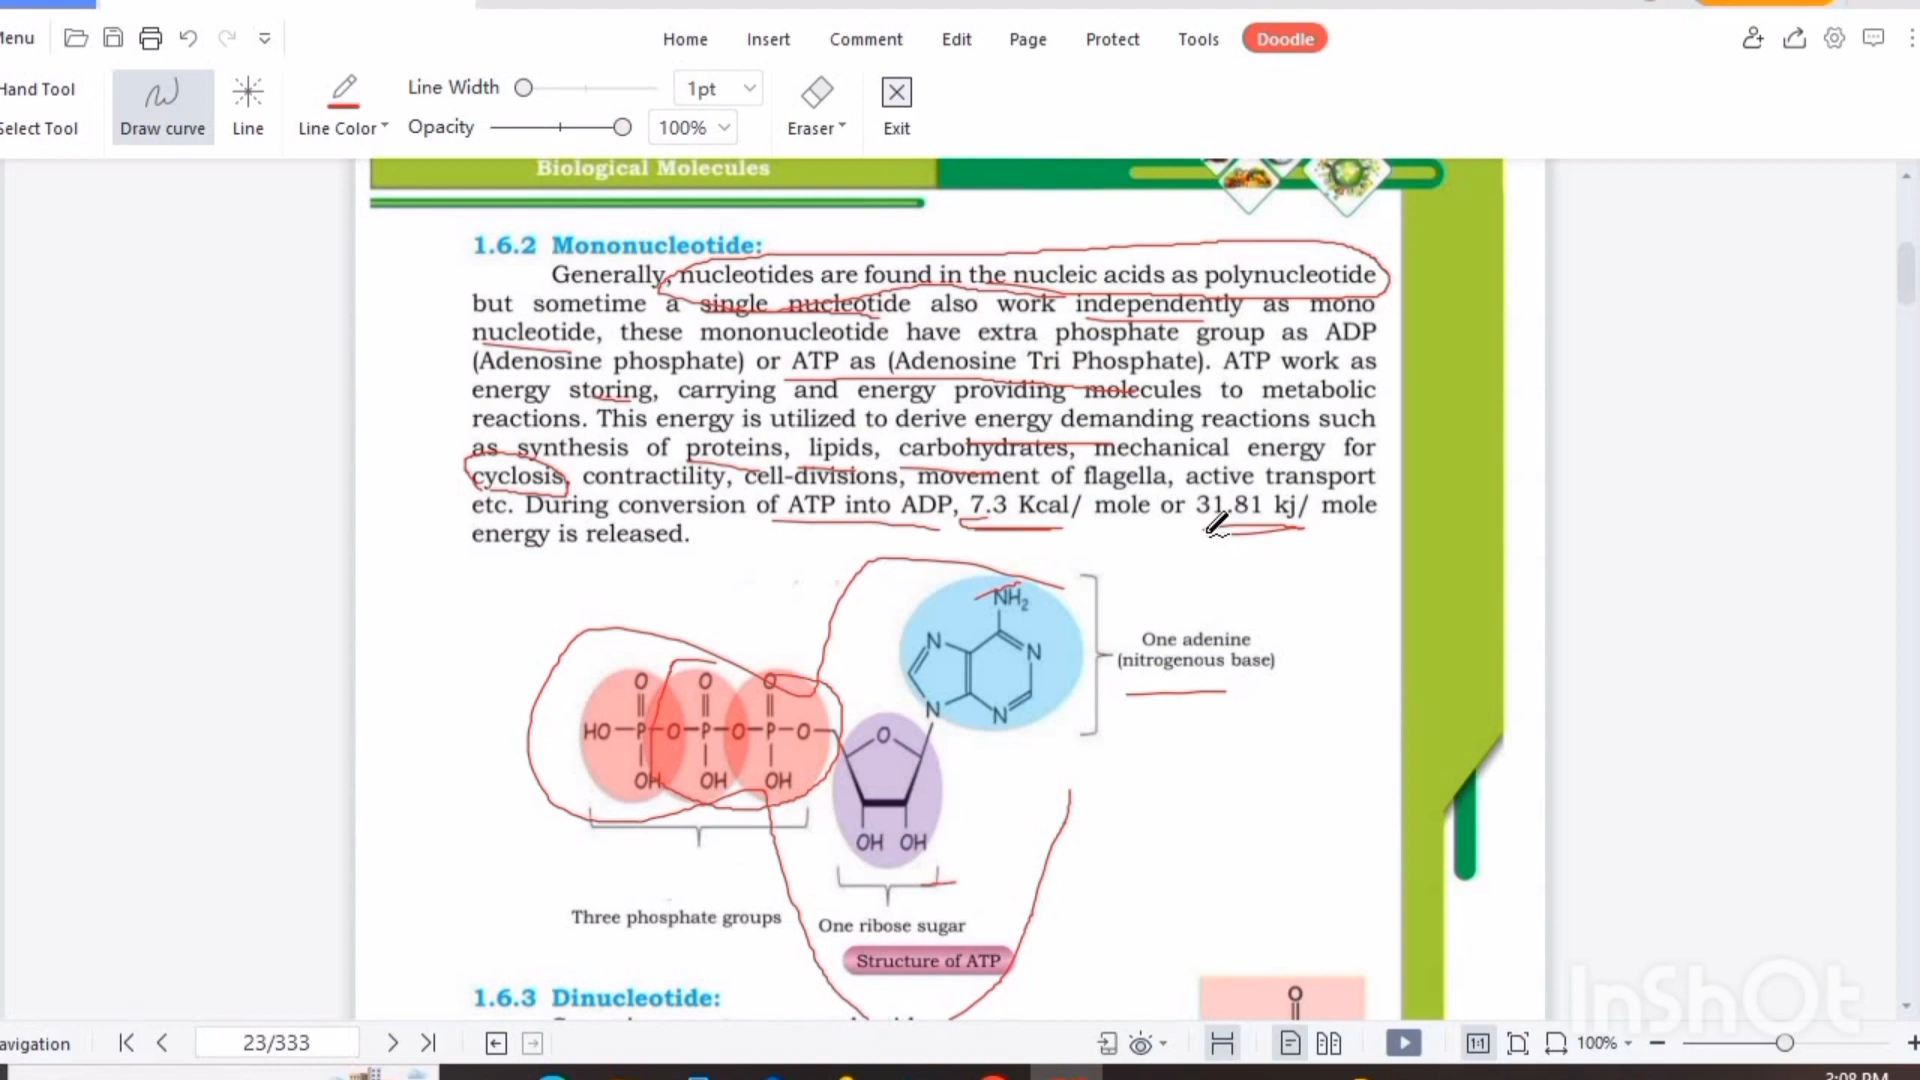 Menu
Home Insert Comment Edit Page Protect Tools Doodle
Hand Tool
Line Width 1pt
Select Tool Draw curve Line Line Color Opacity 100% Eraser Exit
Biological Molecules
1.6.2 Mononucleotide:
Generally, nucleotides are found in the nucleic acids as polynucleotide
but sometime a single nucleotide also work independently as mono
nucleotide, these mononucleotide have extra phosphate group as ADP
(Adenosine phosphate) or ATP as (Adenosine Tri Phosphate). ATP work as
energy storing, carrying and energy providing molecules to metabolic
reactions. This energy is utilized to derive energy demanding reactions such
as synthesis of proteins, lipids, carbohydrates, mechanical energy for
cyclosis, contractility, cell-divisions, movement of flagella, active transport
etc. During conversion of ATP into ADP, 7.3 Kcal/ mole or 31.81 kj/ mole
energy is released.
NH2
N N
One adenine
(nitrogenous base)
O O O
N N
HO P O P O P O O
OH OH OH
OH OH
Three phosphate groups
One ribose sugar
Structure of ATP
1.6.3 Dinucleotide:
O
InShOt
avigation 23/333 1:1 100%
3:08 PM